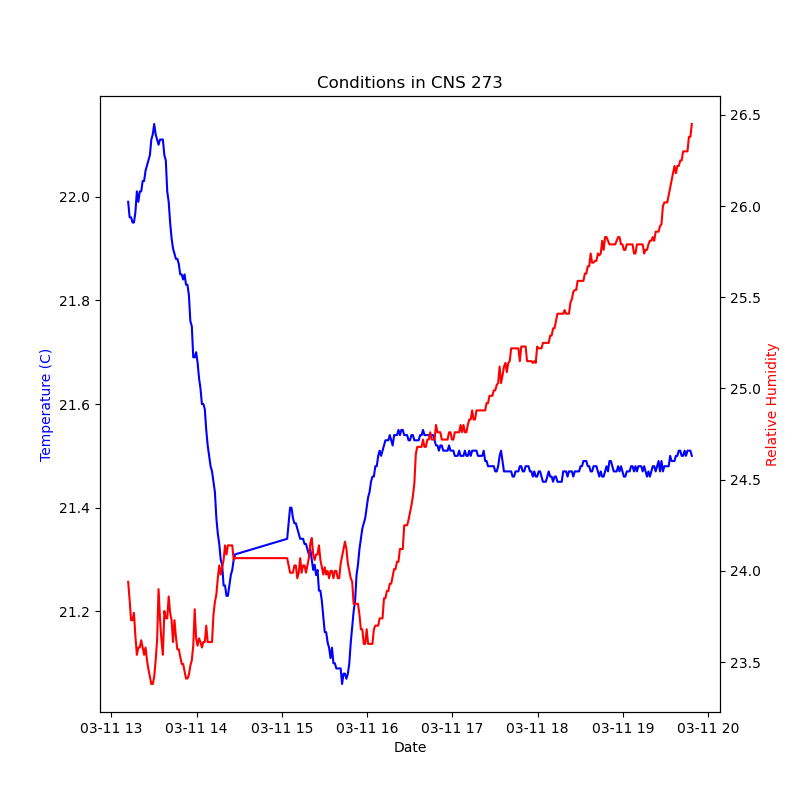 Conditions in CNS 273
22.0
21.8
21.6
21.4
21.2
Temperature (C)
26.5
26.0
25.5
25.0
24.5
24.0
23.5
Relative Humidity
03-11 13 03-11 14 03-11 15 03-11 16 03-11 17 03-11 18 03-11 19 03-11 20
Date